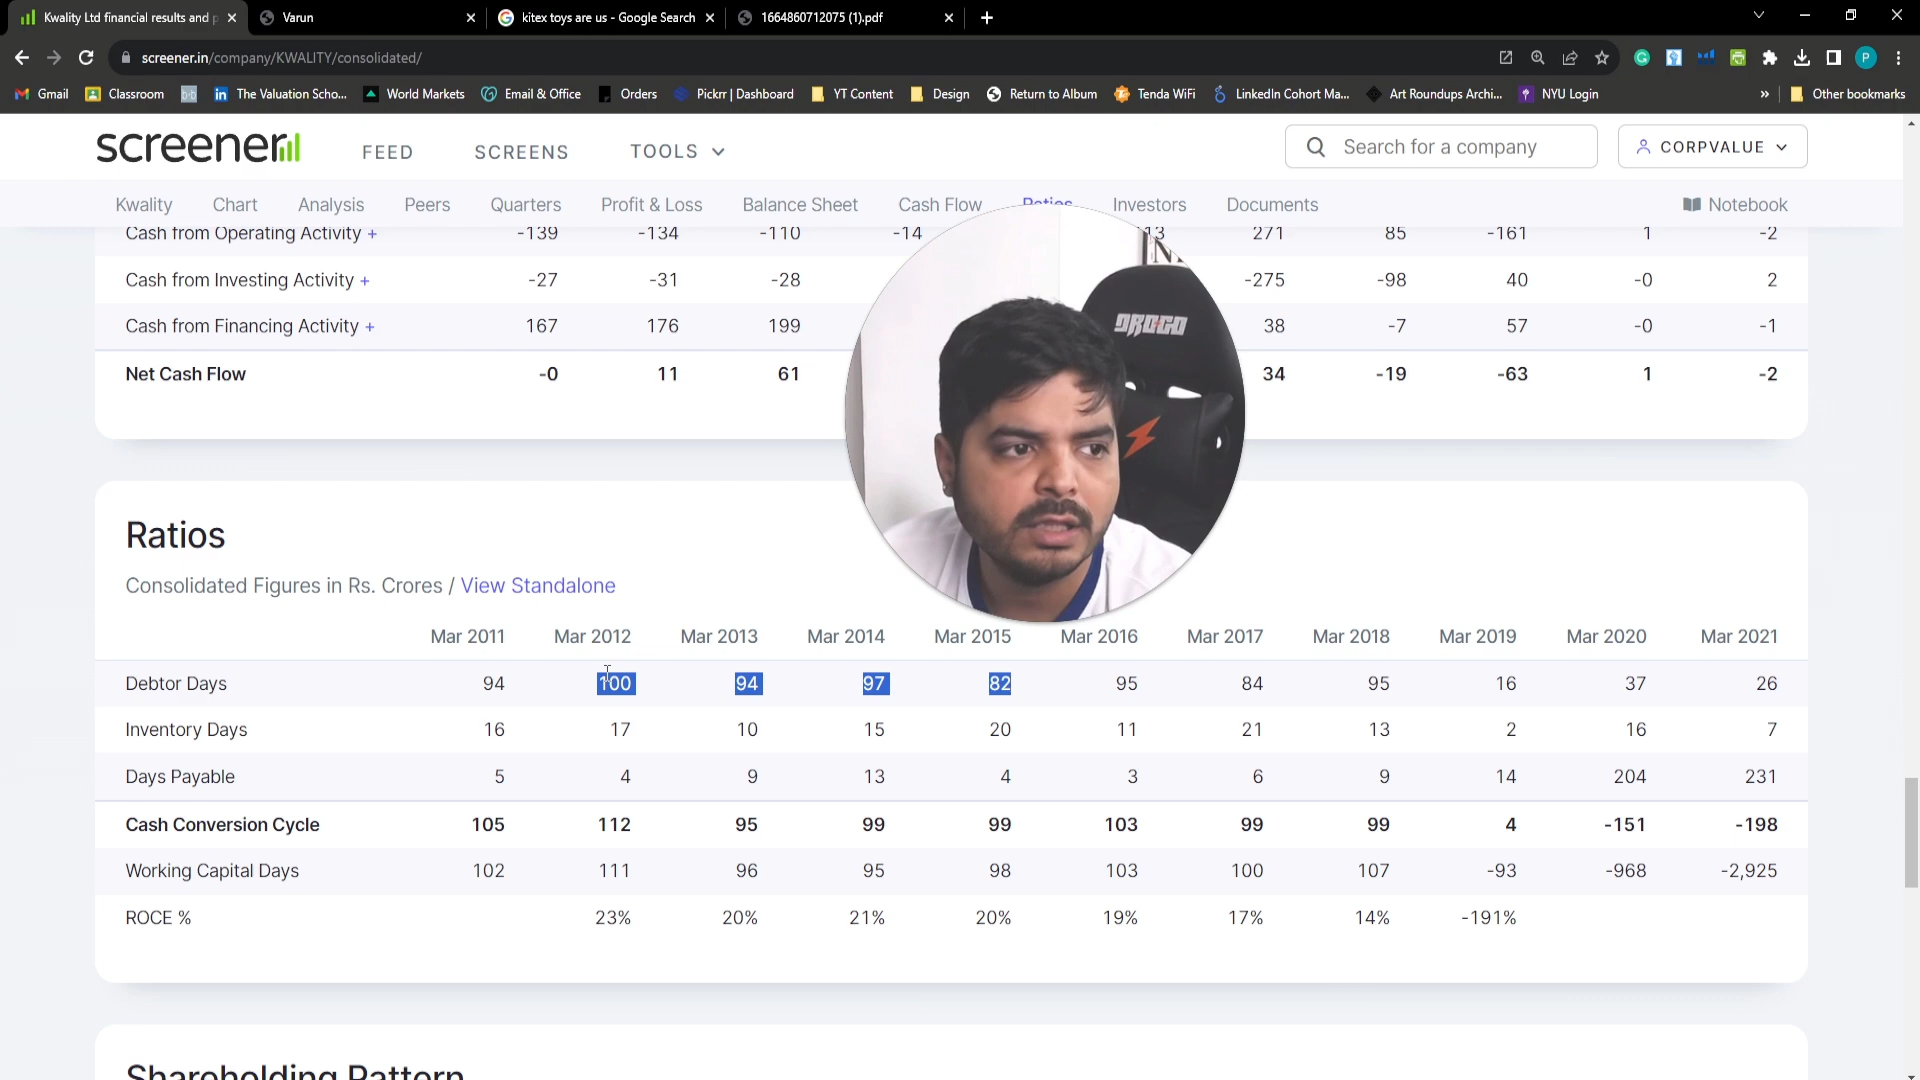 Kwality Ltd financial results and p
Varun
kitex toys are us - Google Search
1664860712075 (1).pdf
screener.in/company/KWALITY/consolidated/
P
Gmail Classroom The Valuation Scho... World Markets Email & Office Orders Pickrr | Dashboard YT Content Design Return to Album Tenda WiFi LinkedIn Cohort Ma... Art Roundups Archi... NYU Login » Other bookmarks
screener
FEED SCREENS TOOLS
Search for a company
CORPVALUE
Kwality Chart Analysis Peers Quarters Profit & Loss Balance Sheet Cash Flow Ratios Investors Documents Notebook
Cash from Operating Activity + -139 -134 -110 -14 13 271 85 -161 1 -2
Cash from Investing Activity + -27 -31 -28 -275 -98 40 -0 2
Cash from Financing Activity + 167 176 199 38 -7 57 -0 -1
Net Cash Flow -0 11 61 34 -19 -63 1 -2
DROGO
Ratios
Consolidated Figures in Rs. Crores / View Standalone
Mar 2011 Mar 2012 Mar 2013 Mar 2014 Mar 2015 Mar 2016 Mar 2017 Mar 2018 Mar 2019 Mar 2020 Mar 2021
Debtor Days 94 100 94 97 82 95 84 95 16 37 26
Inventory Days 16 17 10 15 20 11 21 13 2 16 7
Days Payable 5 4 9 13 4 3 6 9 14 204 231
Cash Conversion Cycle 105 112 95 99 99 103 99 99 4 -151 -198
Working Capital Days 102 111 96 95 98 103 100 107 -93 -968 -2,925
ROCE % 23% 20% 21% 20% 19% 17% 14% -191%
Shareholding Pattern